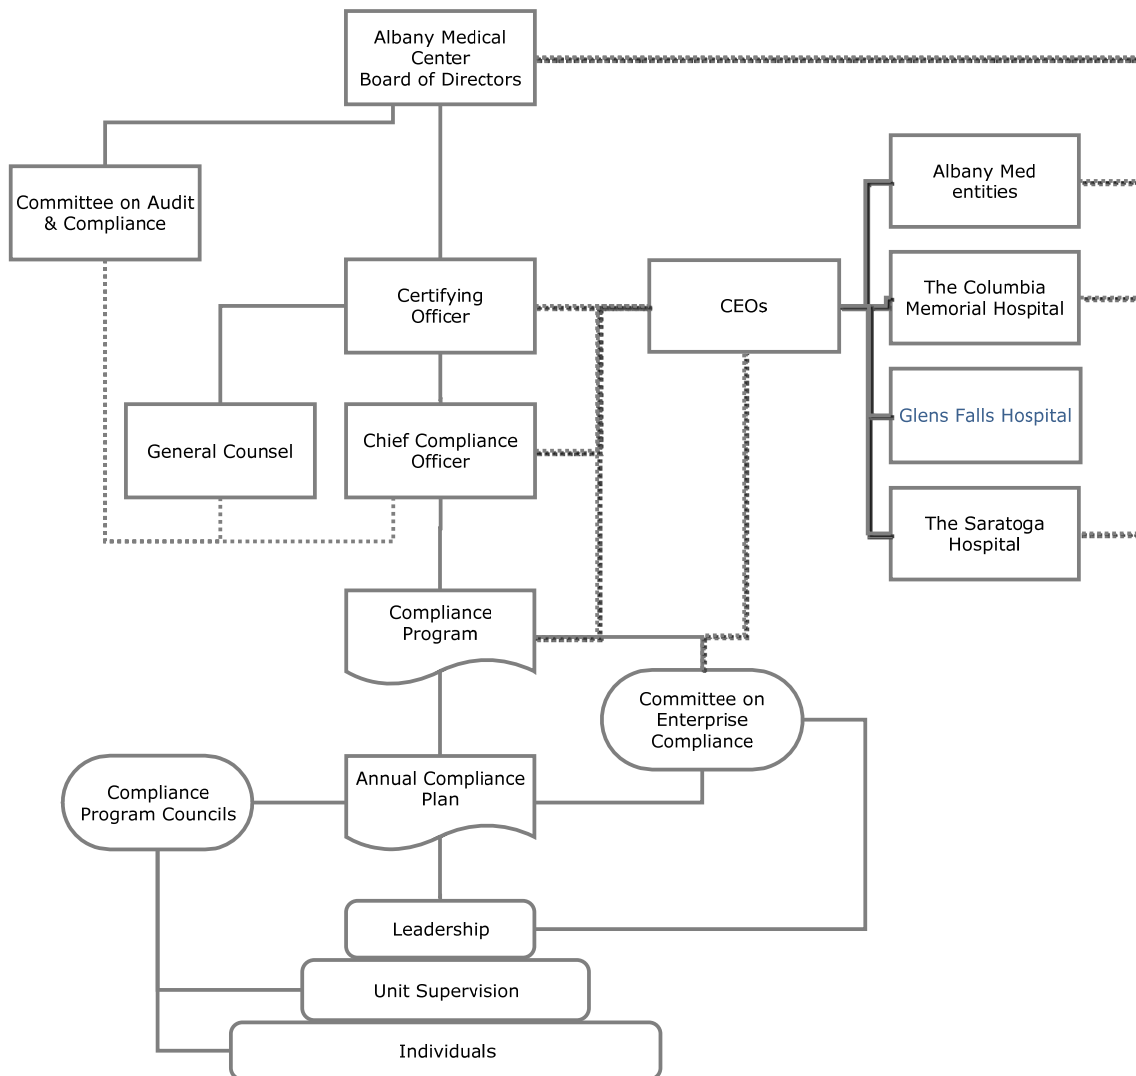 Albany Medical
Center
Board of Directors
Albany Med
entities
Committee on Audit
& Compliance
Certifying
Officer
CEOs
The Columbia
Memorial Hospital
General Counsel
Chief Compliance
Officer
Glens Falls Hospital
The Saratoga
Hospital
Compliance
Program
Committee on
Enterprise
Compliance
Compliance
Program Councils
Annual Compliance
Plan
Leadership
Unit Supervision
Individuals